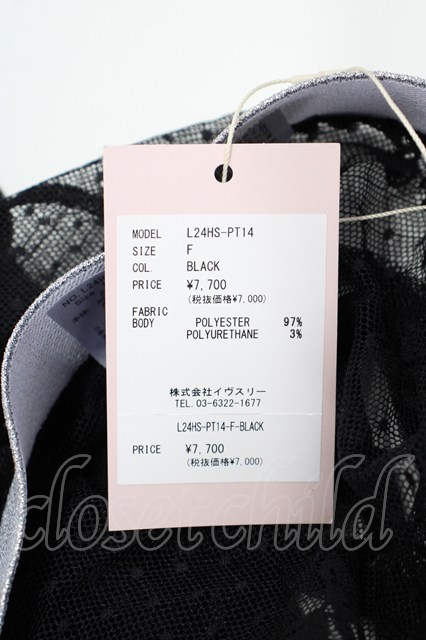 MODEL L24HS-PT14
SIZE F
COL. BLACK
PRICE ¥7,700
(税抜価格¥7,000)
FABRIC
BODY POLYESTER 97%
POLYURETHANE 3%
株式会社イヴスリー
TEL. 03-6322-1677
L24HS-PT14-F-BLACK
PRICE ¥7,700
(税抜価格¥7,000)
closet child